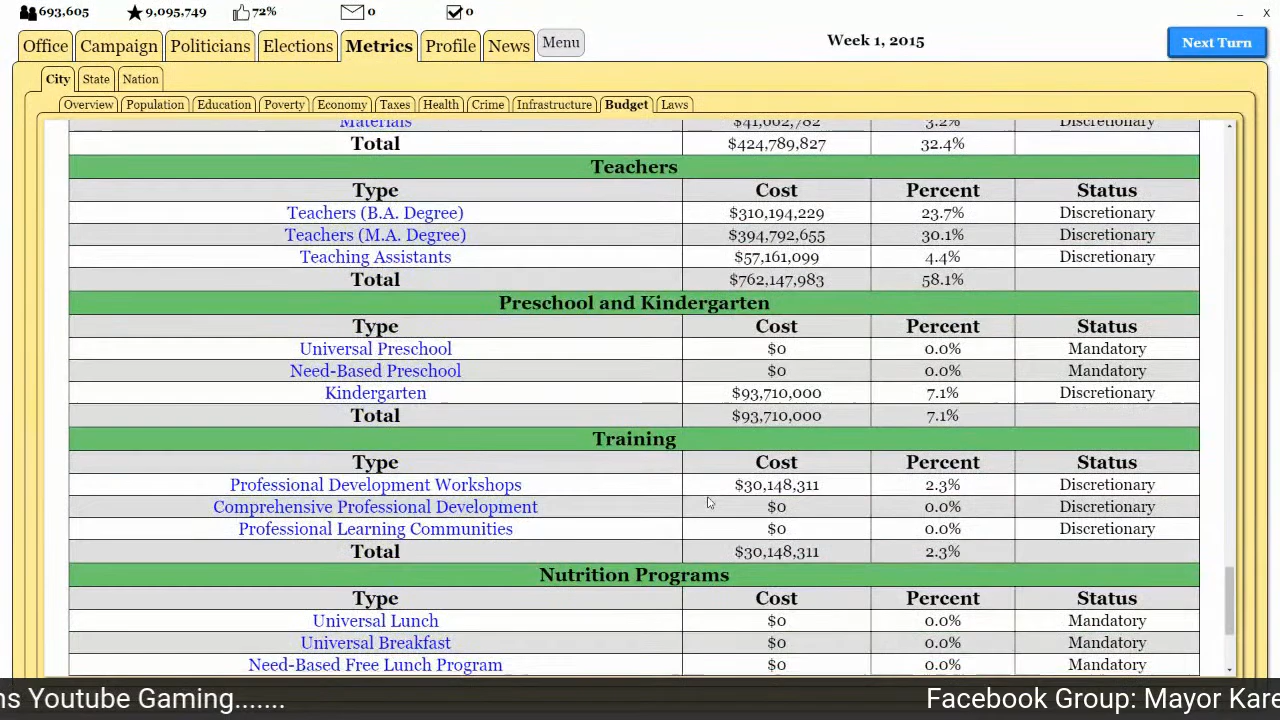 693,605 9,095,749 72% 0 0
Office Campaign Politicians Elections Metrics Profile News Menu Week 1, 2015 Next Turn
City State Nation
Overview Population Education Poverty Economy Taxes Health Crime Infrastructure Budget Laws
Materials $41,602,782 3.2% Discretionary
Total $424,789,827 32.4%
Teachers
Type Cost Percent Status
Teachers (B.A. Degree) $310,194,229 23.7% Discretionary
Teachers (M.A. Degree) $394,792,655 30.1% Discretionary
Teaching Assistants $57,161,099 4.4% Discretionary
Total $762,147,983 58.1%
Preschool and Kindergarten
Type Cost Percent Status
Universal Preschool $0 0.0% Mandatory
Need-Based Preschool $0 0.0% Mandatory
Kindergarten $93,710,000 7.1% Discretionary
Total $93,710,000 7.1%
Training
Type Cost Percent Status
Professional Development Workshops $30,148,311 2.3% Discretionary
Comprehensive Professional Development $0 0.0% Discretionary
Professional Learning Communities $0 0.0% Discretionary
Total $30,148,311 2.3%
Nutrition Programs
Type Cost Percent Status
Universal Lunch $0 0.0% Mandatory
Universal Breakfast $0 0.0% Mandatory
Need-Based Free Lunch Program $0 0.0% Mandatory
ns Youtube Gaming....... Facebook Group: Mayor Kare